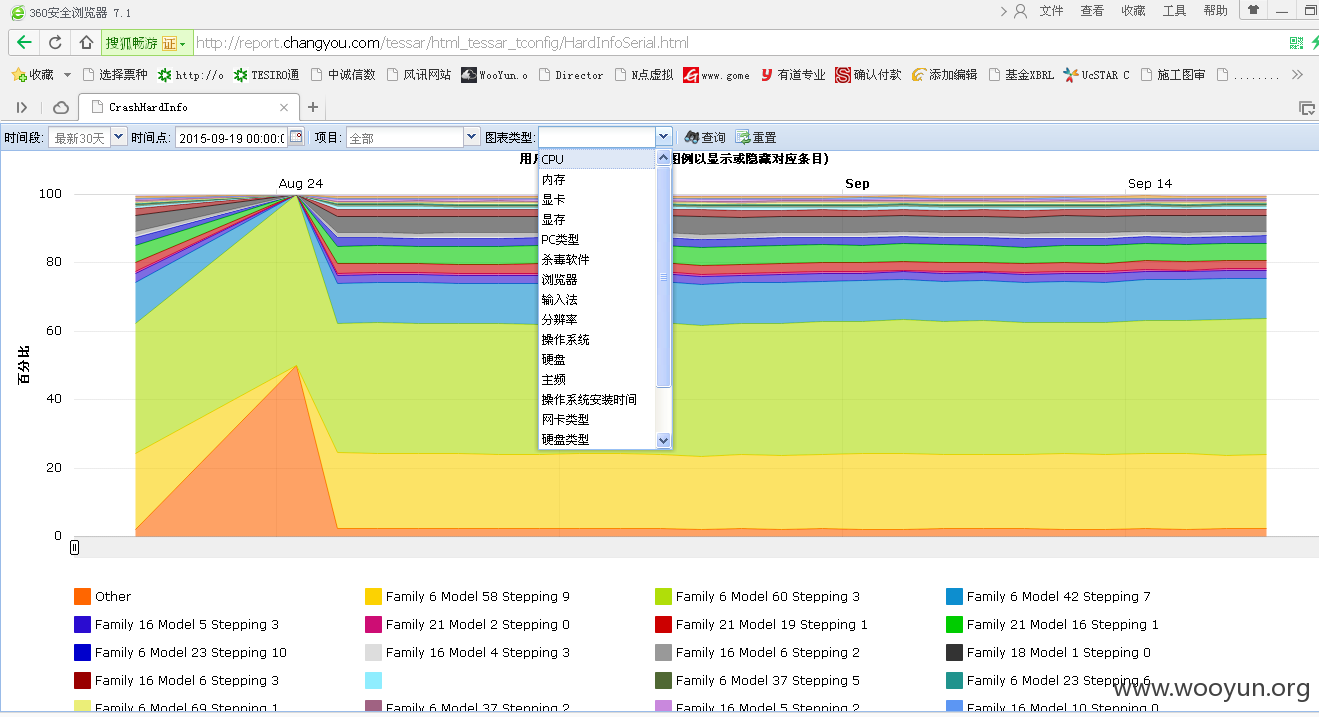 360安全浏览器 7.1
文件 查看 收藏 工具 帮助
搜狐畅游 证 http://report.changyou.com/tessar/html_tessar_tconfig/HardInfoSerial.html
收藏 选择票种 http://o TESIRO通 中诚信数 风讯网站 WooYun.o Director N点虚拟 www.gome 有道专业 确认付款 添加编辑 基金XBRL UcSTAR C 施工图审 ........
CrashHardInfo
时间段: 最新30天 时间点: 2015-09-19 00:00:0 项目: 全部 图表类型: 查询 重置
图例以显示或隐藏对应条目)
CPU
内存
显卡
显存
PC类型
杀毒软件
浏览器
输入法
分辨率
操作系统
硬盘
主频
操作系统安装时间
网卡类型
硬盘类型
Aug 24 Sep Sep 14
100
80
60
40
20
0
百分比
Other Family 6 Model 58 Stepping 9 Family 6 Model 60 Stepping 3 Family 6 Model 42 Stepping 7
Family 16 Model 5 Stepping 3 Family 21 Model 2 Stepping 0 Family 21 Model 19 Stepping 1 Family 21 Model 16 Stepping 1
Family 6 Model 23 Stepping 10 Family 16 Model 4 Stepping 3 Family 16 Model 6 Stepping 2 Family 18 Model 1 Stepping 0
Family 16 Model 6 Stepping 3 Family 6 Model 37 Stepping 5 Family 6 Model 23 Stepping 6
Family 6 Model 69 Stepping 1 Family 6 Model 37 Stepping 2 Family 16 Model 5 Stepping 2 Family 16 Model 10 Stepping 0
www.wooyun.org